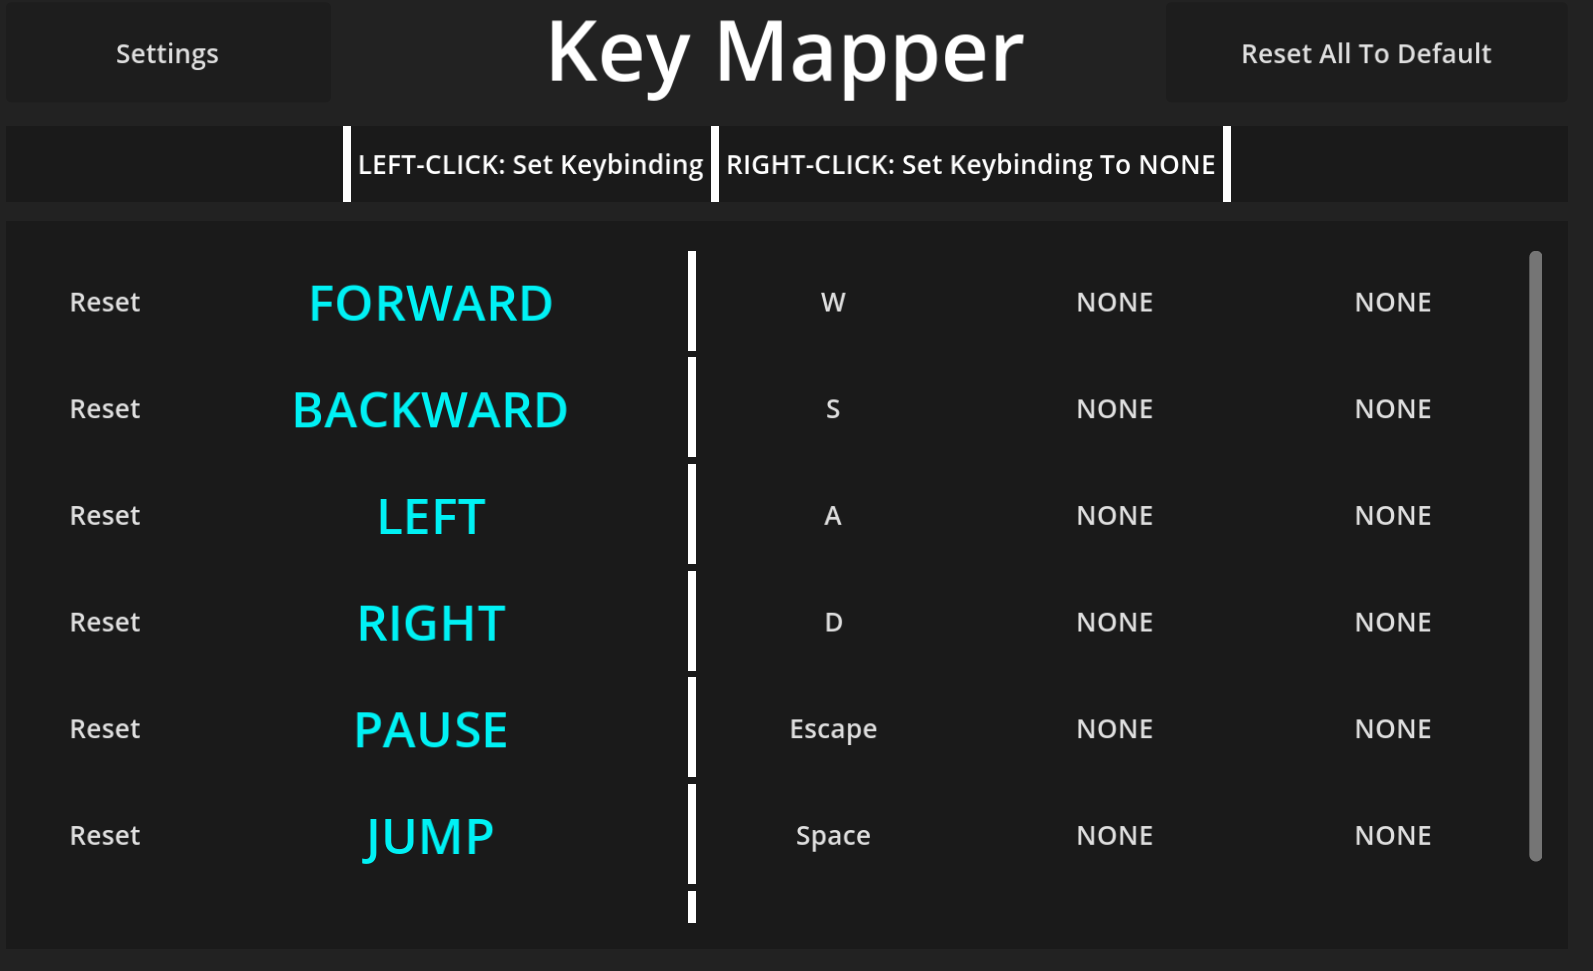 Settings
Key Mapper
Reset All To Default
LEFT-CLICK: Set Keybinding
RIGHT-CLICK: Set Keybinding To NONE
Reset FORWARD W NONE NONE
Reset BACKWARD S NONE NONE
Reset LEFT A NONE NONE
Reset RIGHT D NONE NONE
Reset PAUSE Escape NONE NONE
Reset JUMP Space NONE NONE